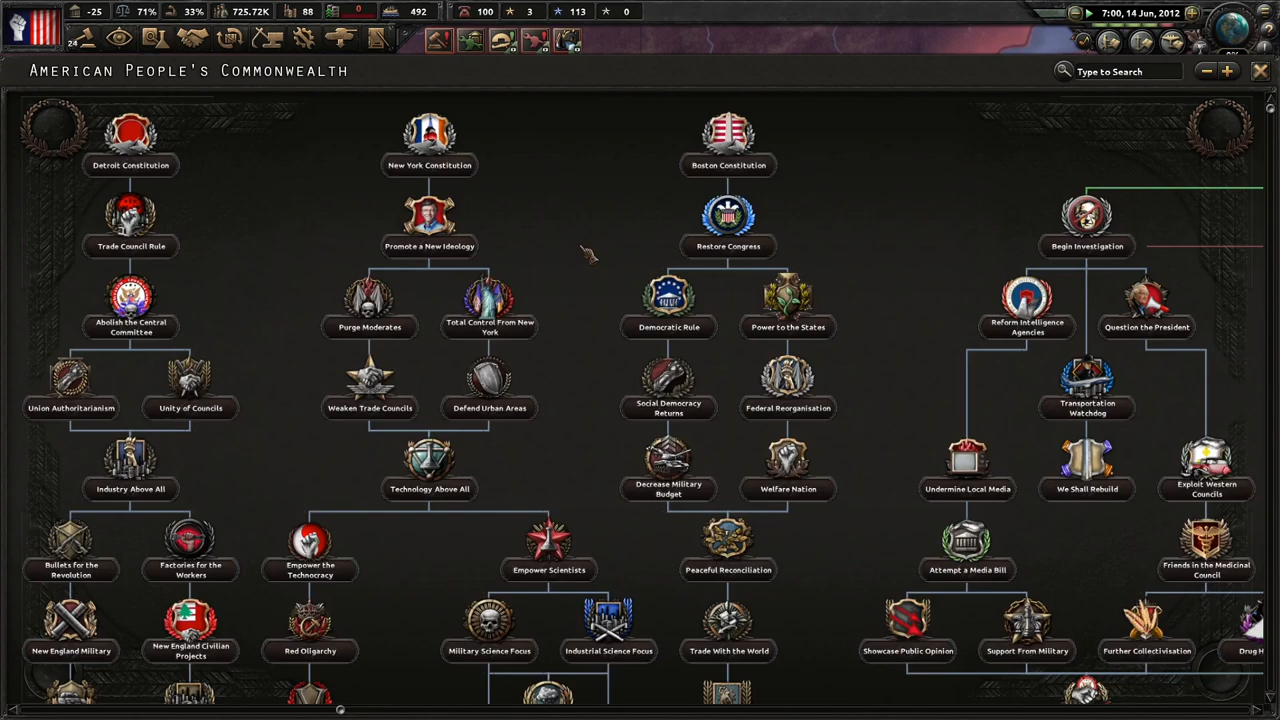 -25 71% 33% 725.72K 88 0 492 100 3 113 0 7:00, 14 Jun, 2012
24
American People's Commonwealth
Type to Search
Detroit Constitution
New York Constitution
Boston Constitution
Trade Council Rule
Promote a New Ideology
Restore Congress
Begin Investigation
Abolish the Central
Committee
Purge Moderates
Total Control From New
York
Democratic Rule
Power to the States
Reform Intelligence
Agencies
Question the President
Union Authoritarianism
Unity of Councils
Weaken Trade Councils
Defend Urban Areas
Social Democracy
Returns
Federal Reorganisation
Transportation
Watchdog
Industry Above All
Technology Above All
Decrease Military
Budget
Welfare Nation
Undermine Local Media
We Shall Rebuild
Exploit Western
Councils
Bullets for the
Revolution
Factories for the
Workers
Empower the
Technocracy
Empower Scientists
Peaceful Reconciliation
Attempt a Media Bill
Friends in the Medicinal
Council
New England Military
New England Civilian
Projects
Red Oligarchy
Military Science Focus
Industrial Science Focus
Trade With the World
Showcase Public Opinion
Support From Military
Further Collectivisation
Drug H